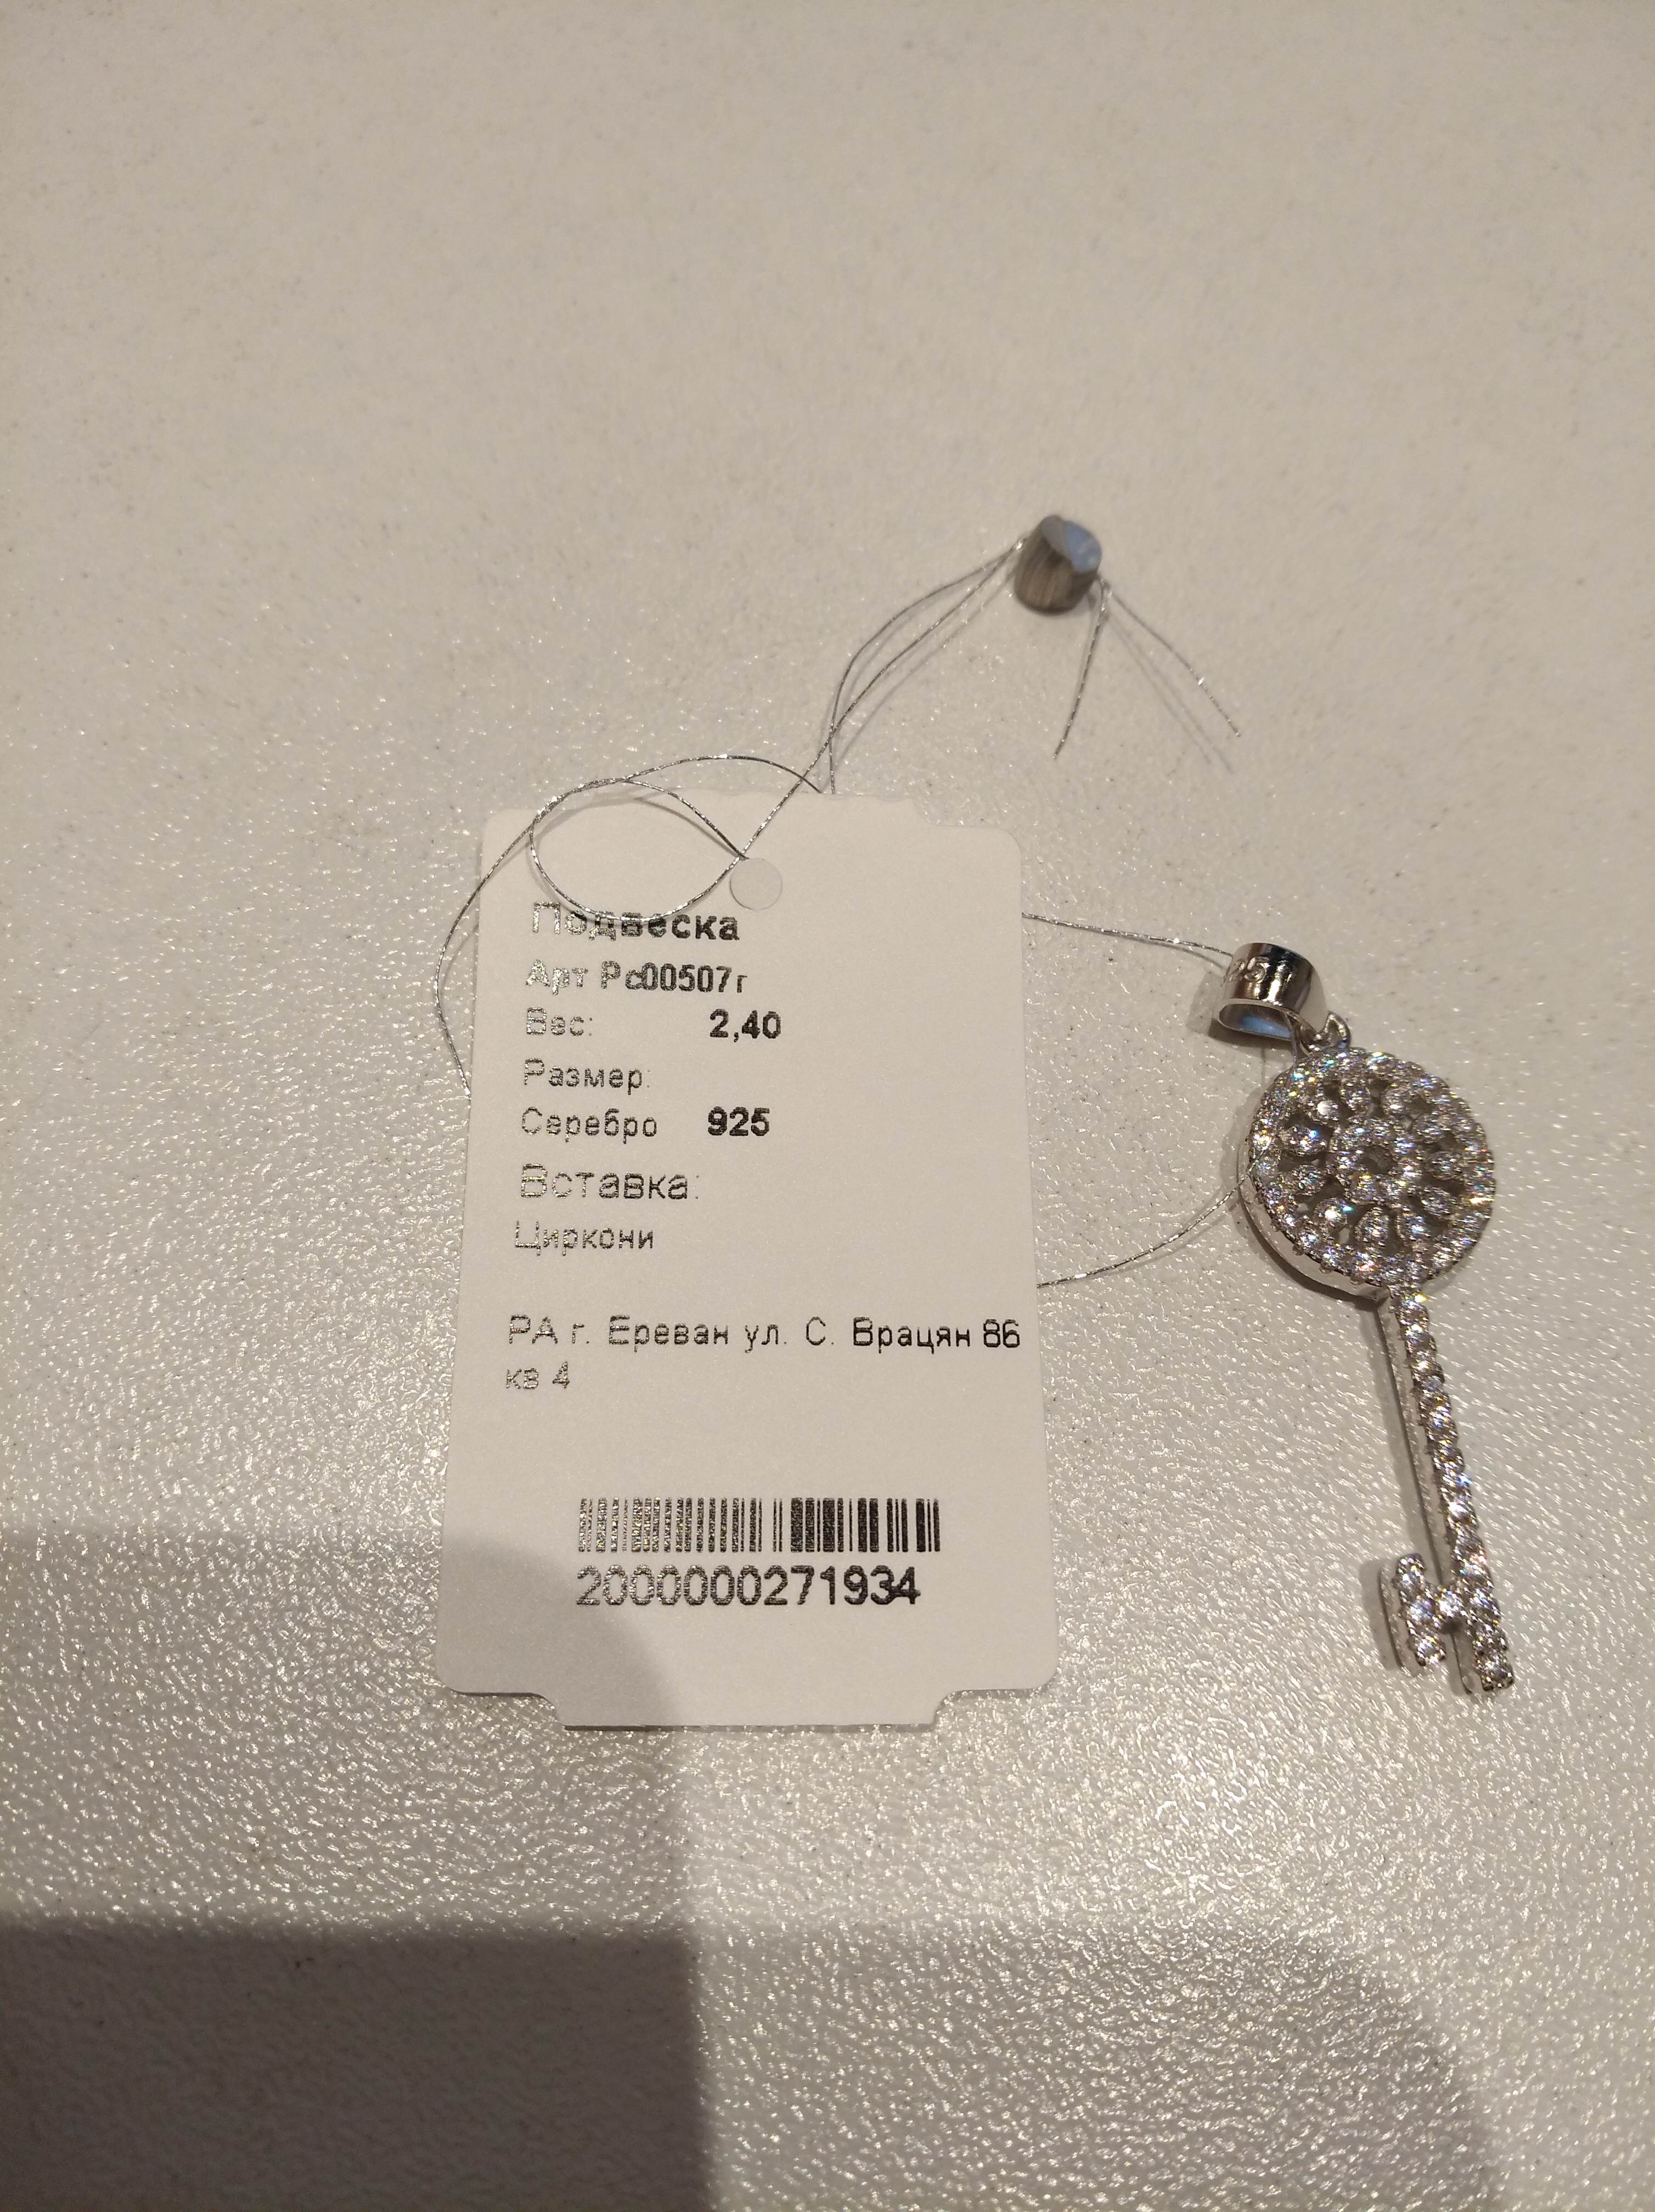 Подвеска
Арт Рс00507г
Вес: 2,40
Размер:
Серебро 925
Вставка:
Циркони
РА г. Ереван ул. С. Врацян 86
кв 4
2000000271934
25